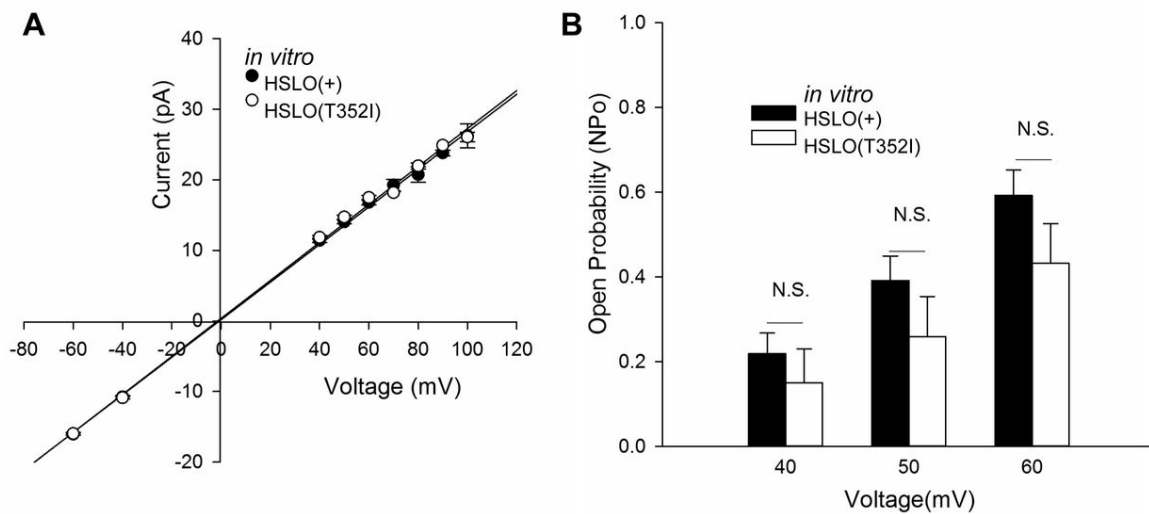 A
in vitro
HSLO(+)
HSLO(T352I)
Current (pA)
40
30
20
10
0
-10
-20
-80 -60 -40 -20 0 20 40 60 80 100 120
Voltage (mV)
B
in vitro
HSLO(+)
HSLO(T352I)
Open Probability (NPo)
1.0
0.8
0.6
0.4
0.2
0.0
N.S.
N.S.
N.S.
40 50 60
Voltage(mV)